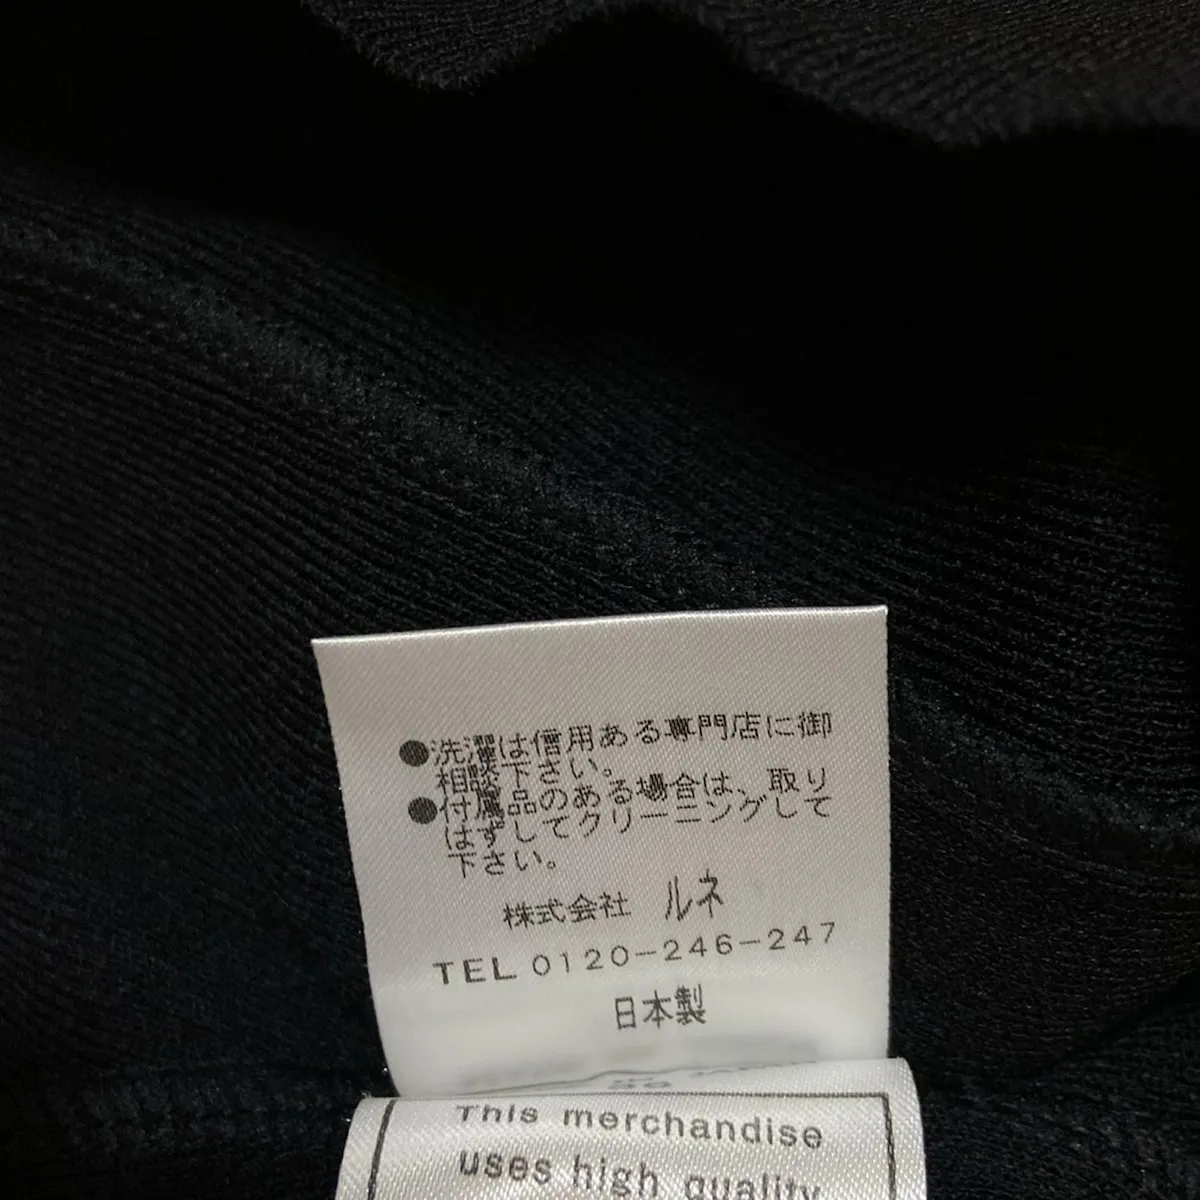 ●洗濯は信用ある専門店に御
相談下さい。
●付属品のある場合は、取り
はずしてクリーニングして
下さい。
株式会社 ルネ
TEL 0120-246-247
日本製
This merchandise
uses high quality